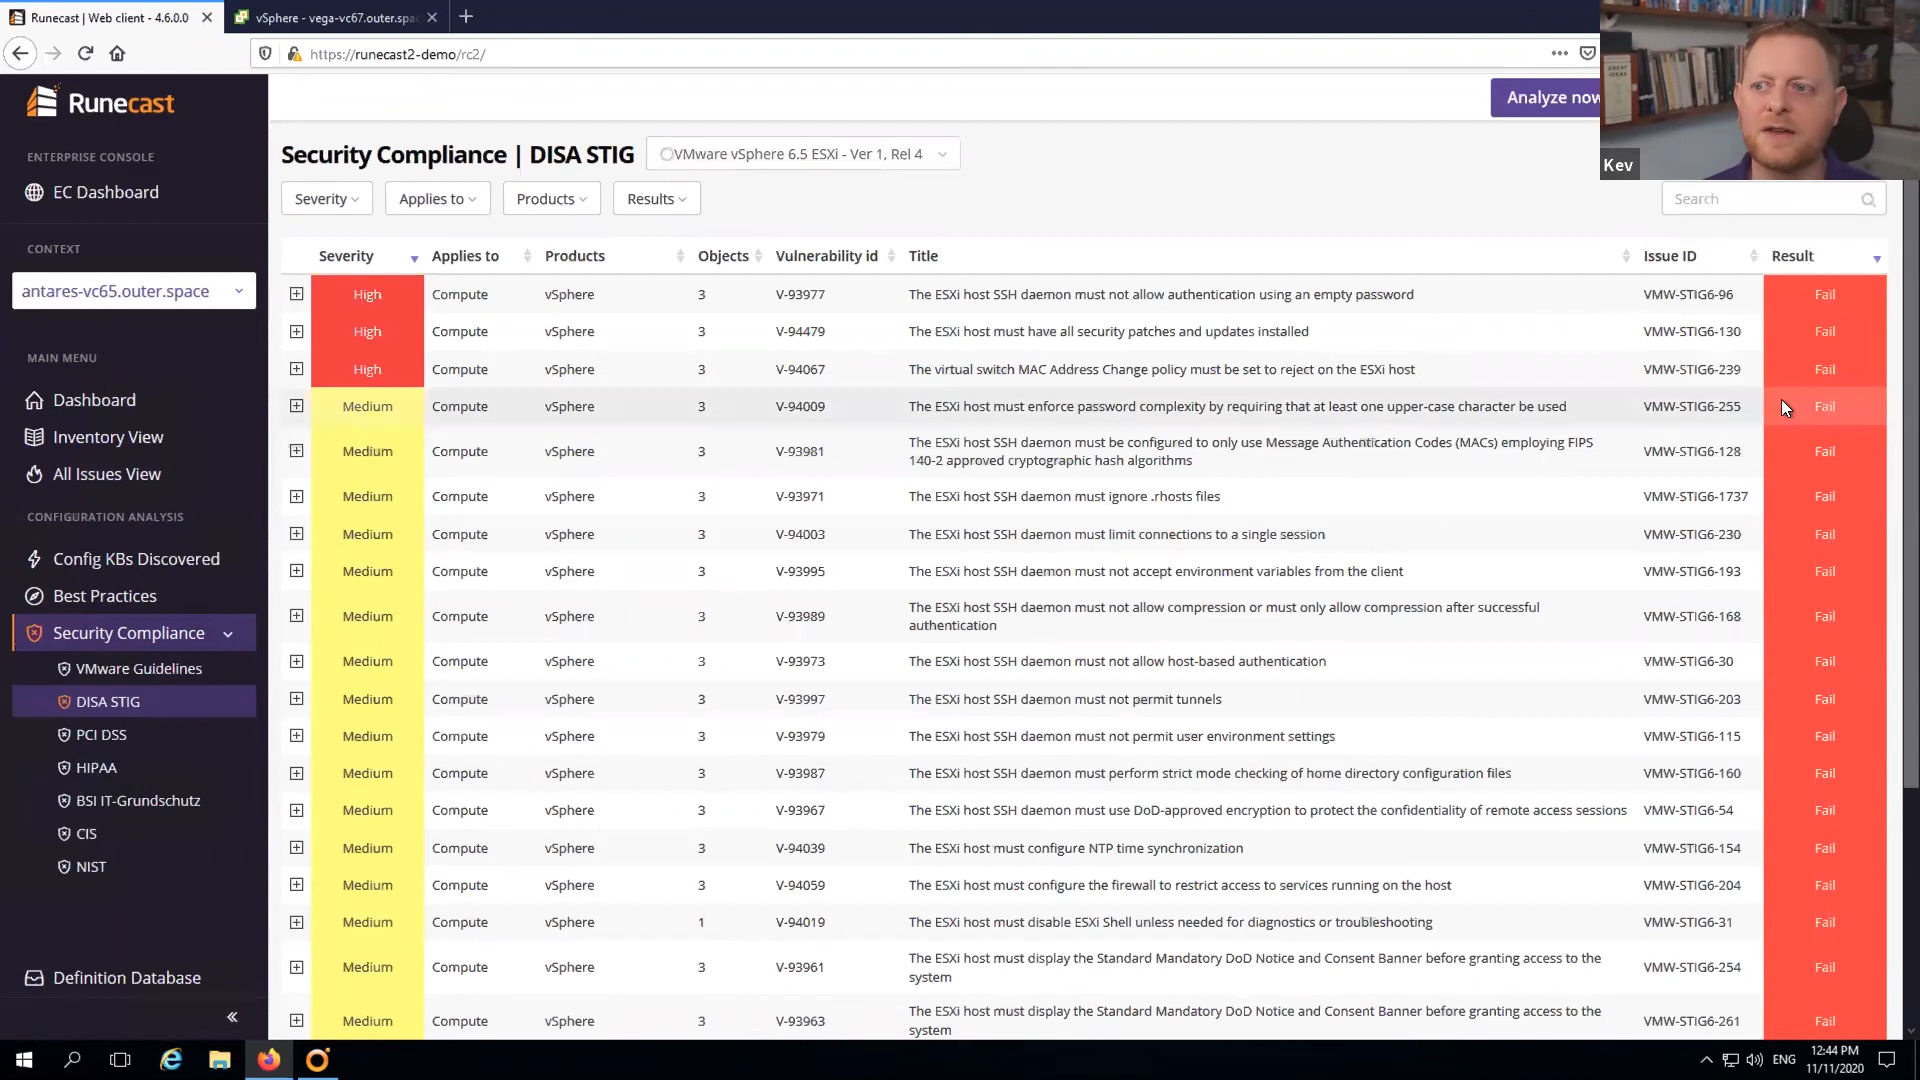 Runecast | Web client - 4.6.0.0
vSphere - vega-vc67.outer.spa
https://runecast2-demo/rc2/
Runecast
Analyze now
GREAT IDEAS
Kev
ENTERPRISE CONSOLE
EC Dashboard
CONTEXT
antares-vc65.outer.space
MAIN MENU
Dashboard
Inventory View
All Issues View
CONFIGURATION ANALYSIS
Config KBs Discovered
Best Practices
Security Compliance
VMware Guidelines
DISA STIG
PCI DSS
HIPAA
BSI IT-Grundschutz
CIS
NIST
Definition Database
Security Compliance | DISA STIG VMware vSphere 6.5 ESXi - Ver 1, Rel 4
Severity Applies to Products Results Search
Severity Applies to Products Objects Vulnerability id Title Issue ID Result
High Compute vSphere 3 V-93977 The ESXi host SSH daemon must not allow authentication using an empty password VMW-STIG6-96 Fail
High Compute vSphere 3 V-94479 The ESXi host must have all security patches and updates installed VMW-STIG6-130 Fail
High Compute vSphere 3 V-94067 The virtual switch MAC Address Change policy must be set to reject on the ESXi host VMW-STIG6-239 Fail
Medium Compute vSphere 3 V-94009 The ESXi host must enforce password complexity by requiring that at least one upper-case character be used VMW-STIG6-255 Fail
Medium Compute vSphere 3 V-93981 The ESXi host SSH daemon must be configured to only use Message Authentication Codes (MACs) employing FIPS
140-2 approved cryptographic hash algorithms VMW-STIG6-128 Fail
Medium Compute vSphere 3 V-93971 The ESXi host SSH daemon must ignore .rhosts files VMW-STIG6-1737 Fail
Medium Compute vSphere 3 V-94003 The ESXi host SSH daemon must limit connections to a single session VMW-STIG6-230 Fail
Medium Compute vSphere 3 V-93995 The ESXi host SSH daemon must not accept environment variables from the client VMW-STIG6-193 Fail
Medium Compute vSphere 3 V-93989 The ESXi host SSH daemon must not allow compression or must only allow compression after successful
authentication VMW-STIG6-168 Fail
Medium Compute vSphere 3 V-93973 The ESXi host SSH daemon must not allow host-based authentication VMW-STIG6-30 Fail
Medium Compute vSphere 3 V-93997 The ESXi host SSH daemon must not permit tunnels VMW-STIG6-203 Fail
Medium Compute vSphere 3 V-93979 The ESXi host SSH daemon must not permit user environment settings VMW-STIG6-115 Fail
Medium Compute vSphere 3 V-93987 The ESXi host SSH daemon must perform strict mode checking of home directory configuration files VMW-STIG6-160 Fail
Medium Compute vSphere 3 V-93967 The ESXi host SSH daemon must use DoD-approved encryption to protect the confidentiality of remote access sessions VMW-STIG6-54 Fail
Medium Compute vSphere 3 V-94039 The ESXi host must configure NTP time synchronization VMW-STIG6-154 Fail
Medium Compute vSphere 3 V-94059 The ESXi host must configure the firewall to restrict access to services running on the host VMW-STIG6-204 Fail
Medium Compute vSphere 1 V-94019 The ESXi host must disable ESXi Shell unless needed for diagnostics or troubleshooting VMW-STIG6-31 Fail
Medium Compute vSphere 3 V-93961 The ESXi host must display the Standard Mandatory DoD Notice and Consent Banner before granting access to the
system VMW-STIG6-254 Fail
Medium Compute vSphere 3 V-93963 The ESXi host must display the Standard Mandatory DoD Notice and Consent Banner before granting access to the
system VMW-STIG6-261 Fail
ENG
12:44 PM
11/11/2020